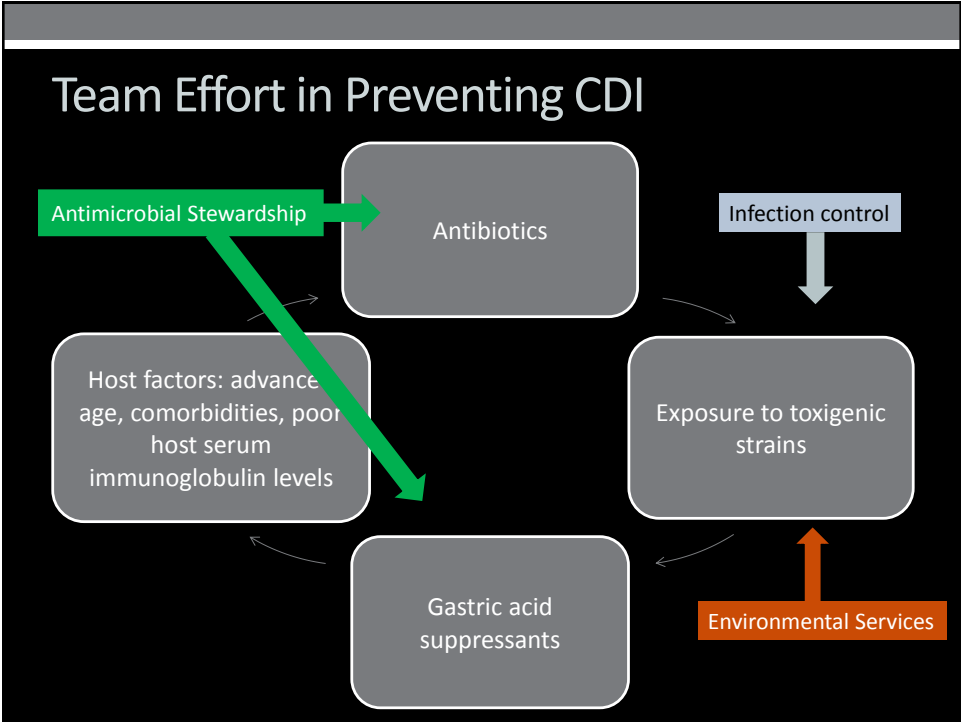 Team Effort in Preventing CDI
Antimicrobial Stewardship
Antibiotics
Infection control
Host factors: advance
age, comorbidities, poor
host serum
immunoglobulin levels
Exposure to toxigenic
strains
Gastric acid
suppressants
Environmental Services